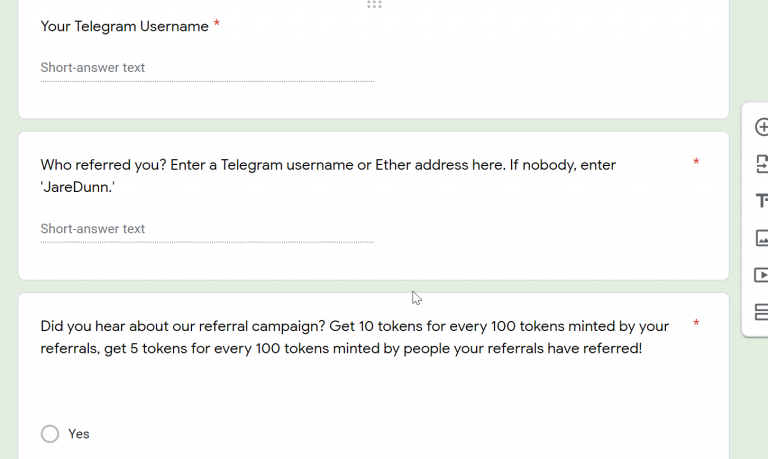 Your Telegram Username *
Short-answer text
Who referred you? Enter a Telegram username or Ether address here. If nobody, enter *
'JareDunn.'
Short-answer text
Did you hear about our referral campaign? Get 10 tokens for every 100 tokens minted by your *
referrals, get 5 tokens for every 100 tokens minted by people your referrals have referred!
Yes